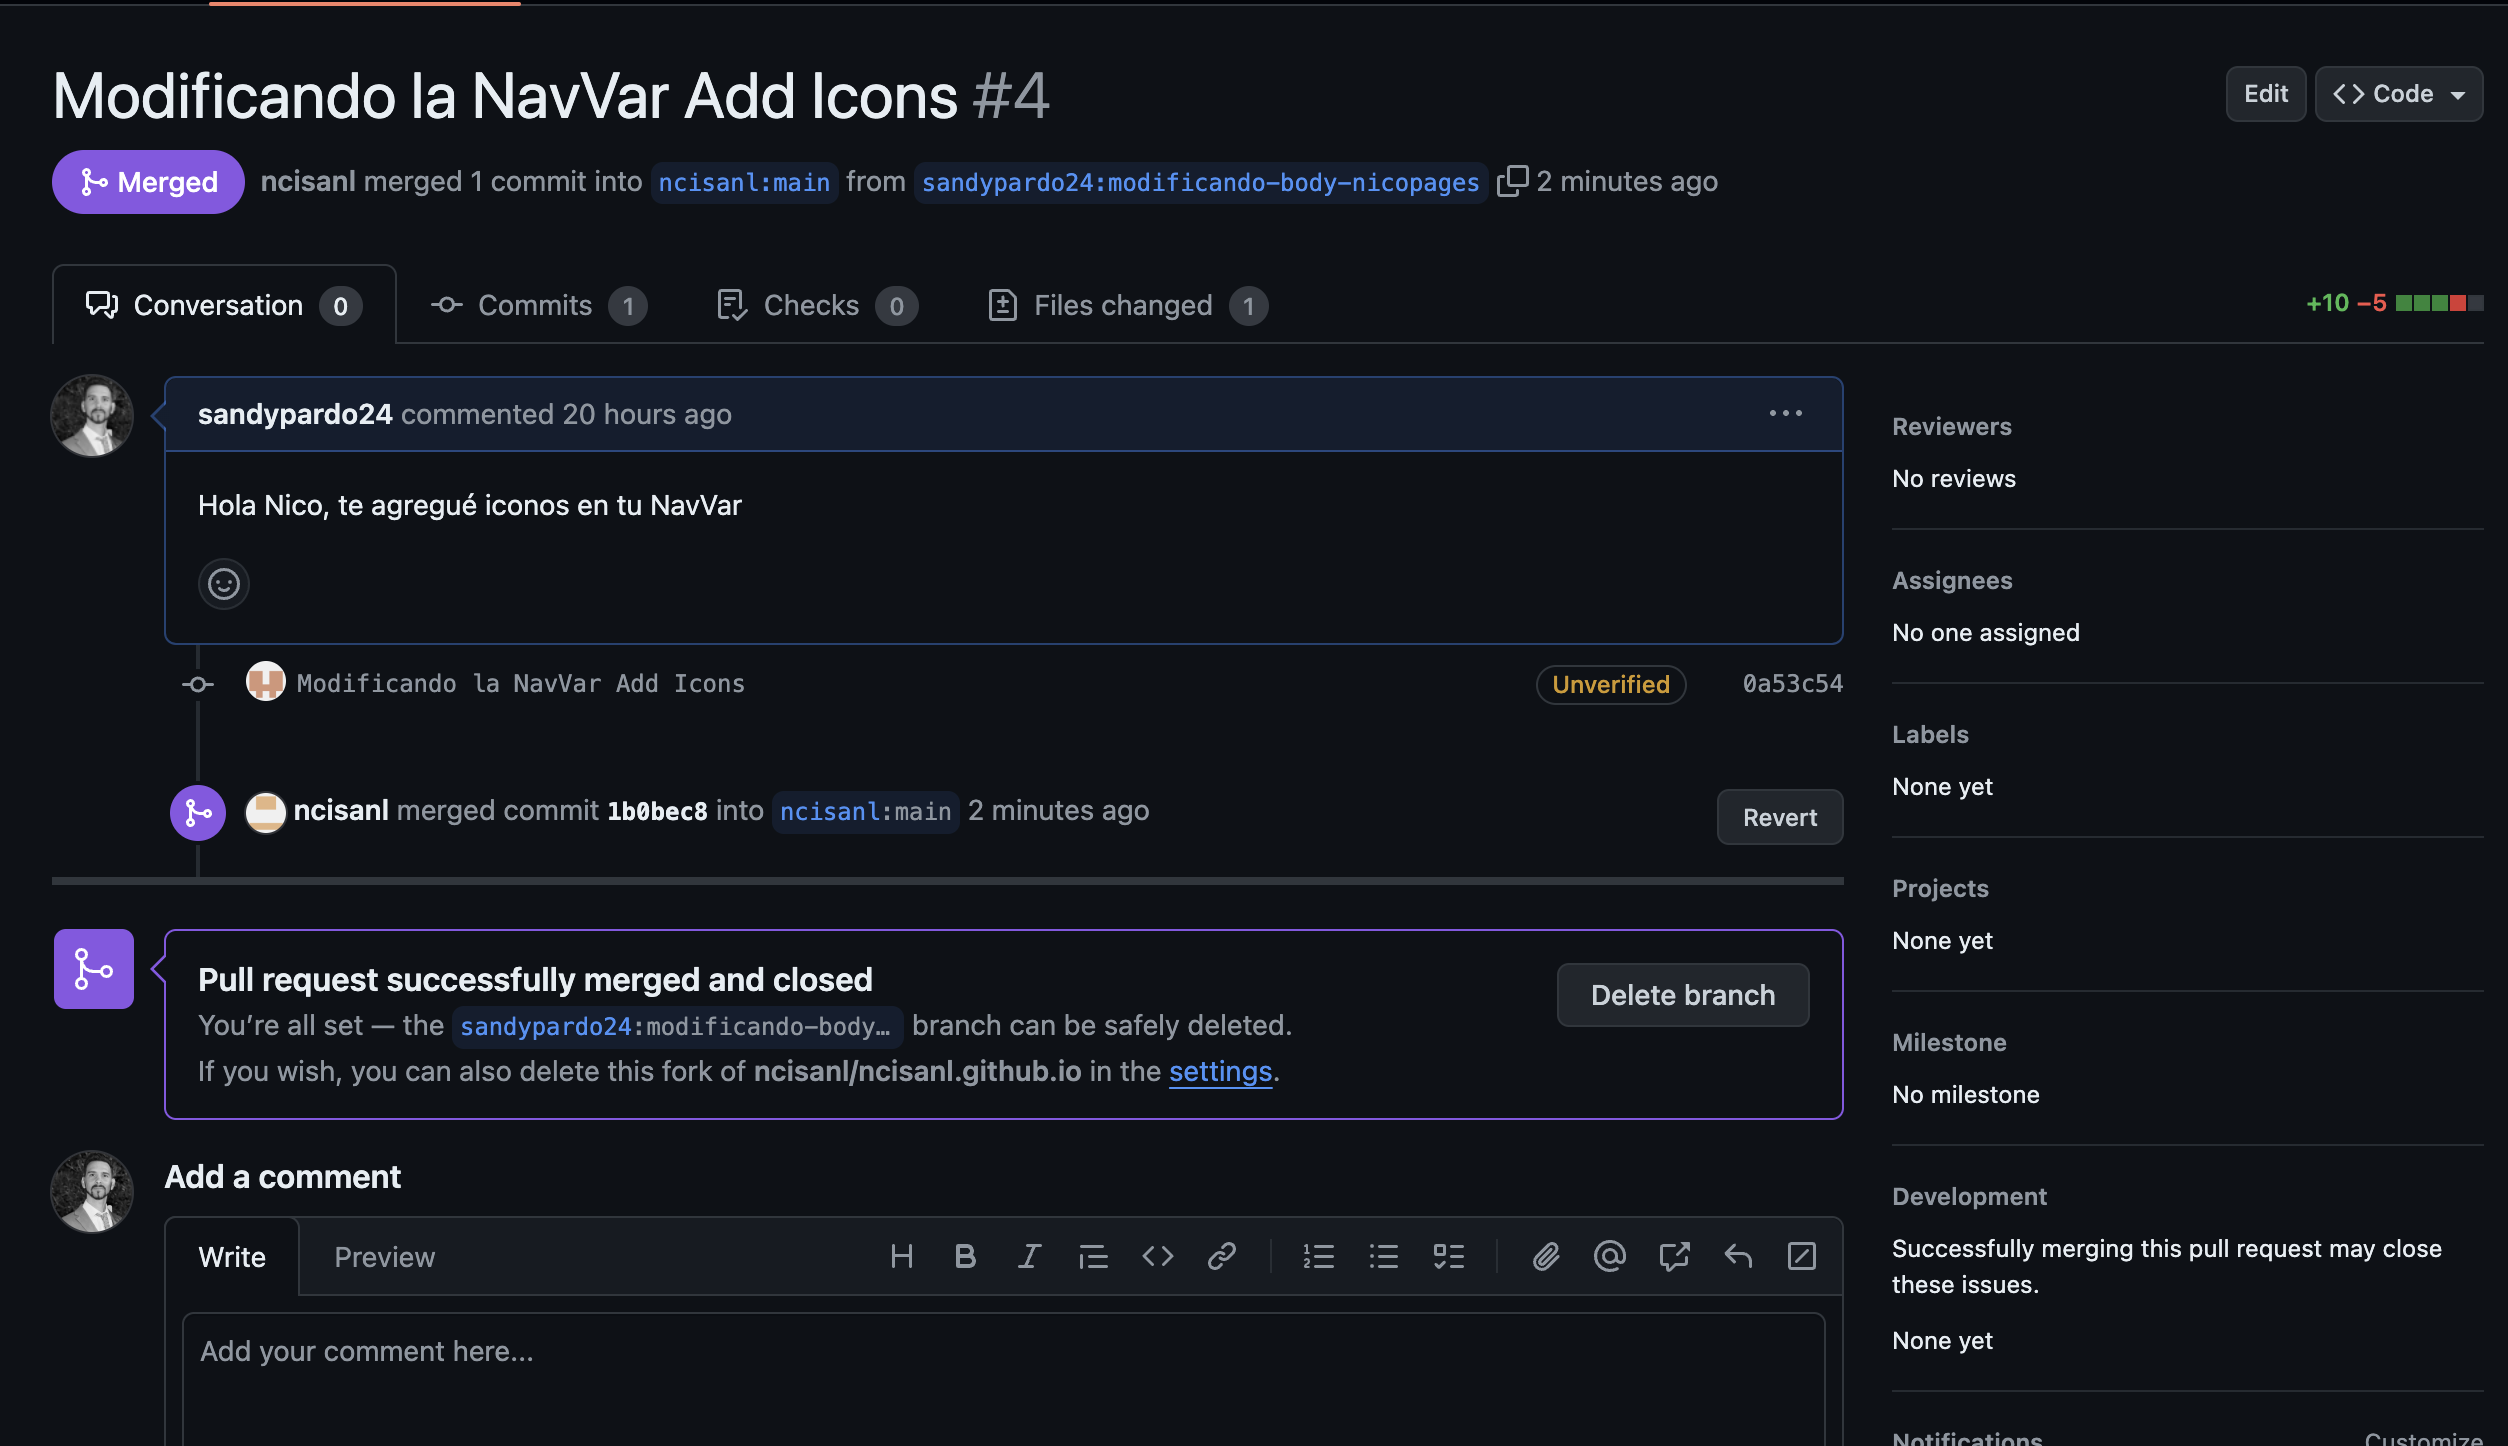 Modificando la NavVar Add Icons #4
Edit
Code
Merged
ncisanl merged 1 commit into ncisanl:main from sandypardo24:modificando-body-nicopages 2 minutes ago
Conversation 0
Commits 1
Checks 0
Files changed 1
+10 −5
sandypardo24 commented 20 hours ago
Hola Nico, te agregué iconos en tu NavVar
Modificando la NavVar Add Icons
Unverified
0a53c54
ncisanl merged commit 1b0bec8 into ncisanl:main 2 minutes ago
Revert
Pull request successfully merged and closed
You’re all set — the sandypardo24:modificando-body… branch can be safely deleted.
If you wish, you can also delete this fork of ncisanl/ncisanl.github.io in the settings.
Delete branch
Add a comment
Write
Preview
Add your comment here...
Reviewers
No reviews
Assignees
No one assigned
Labels
None yet
Projects
None yet
Milestone
No milestone
Development
Successfully merging this pull request may close
these issues.
None yet
Notifications
Customize